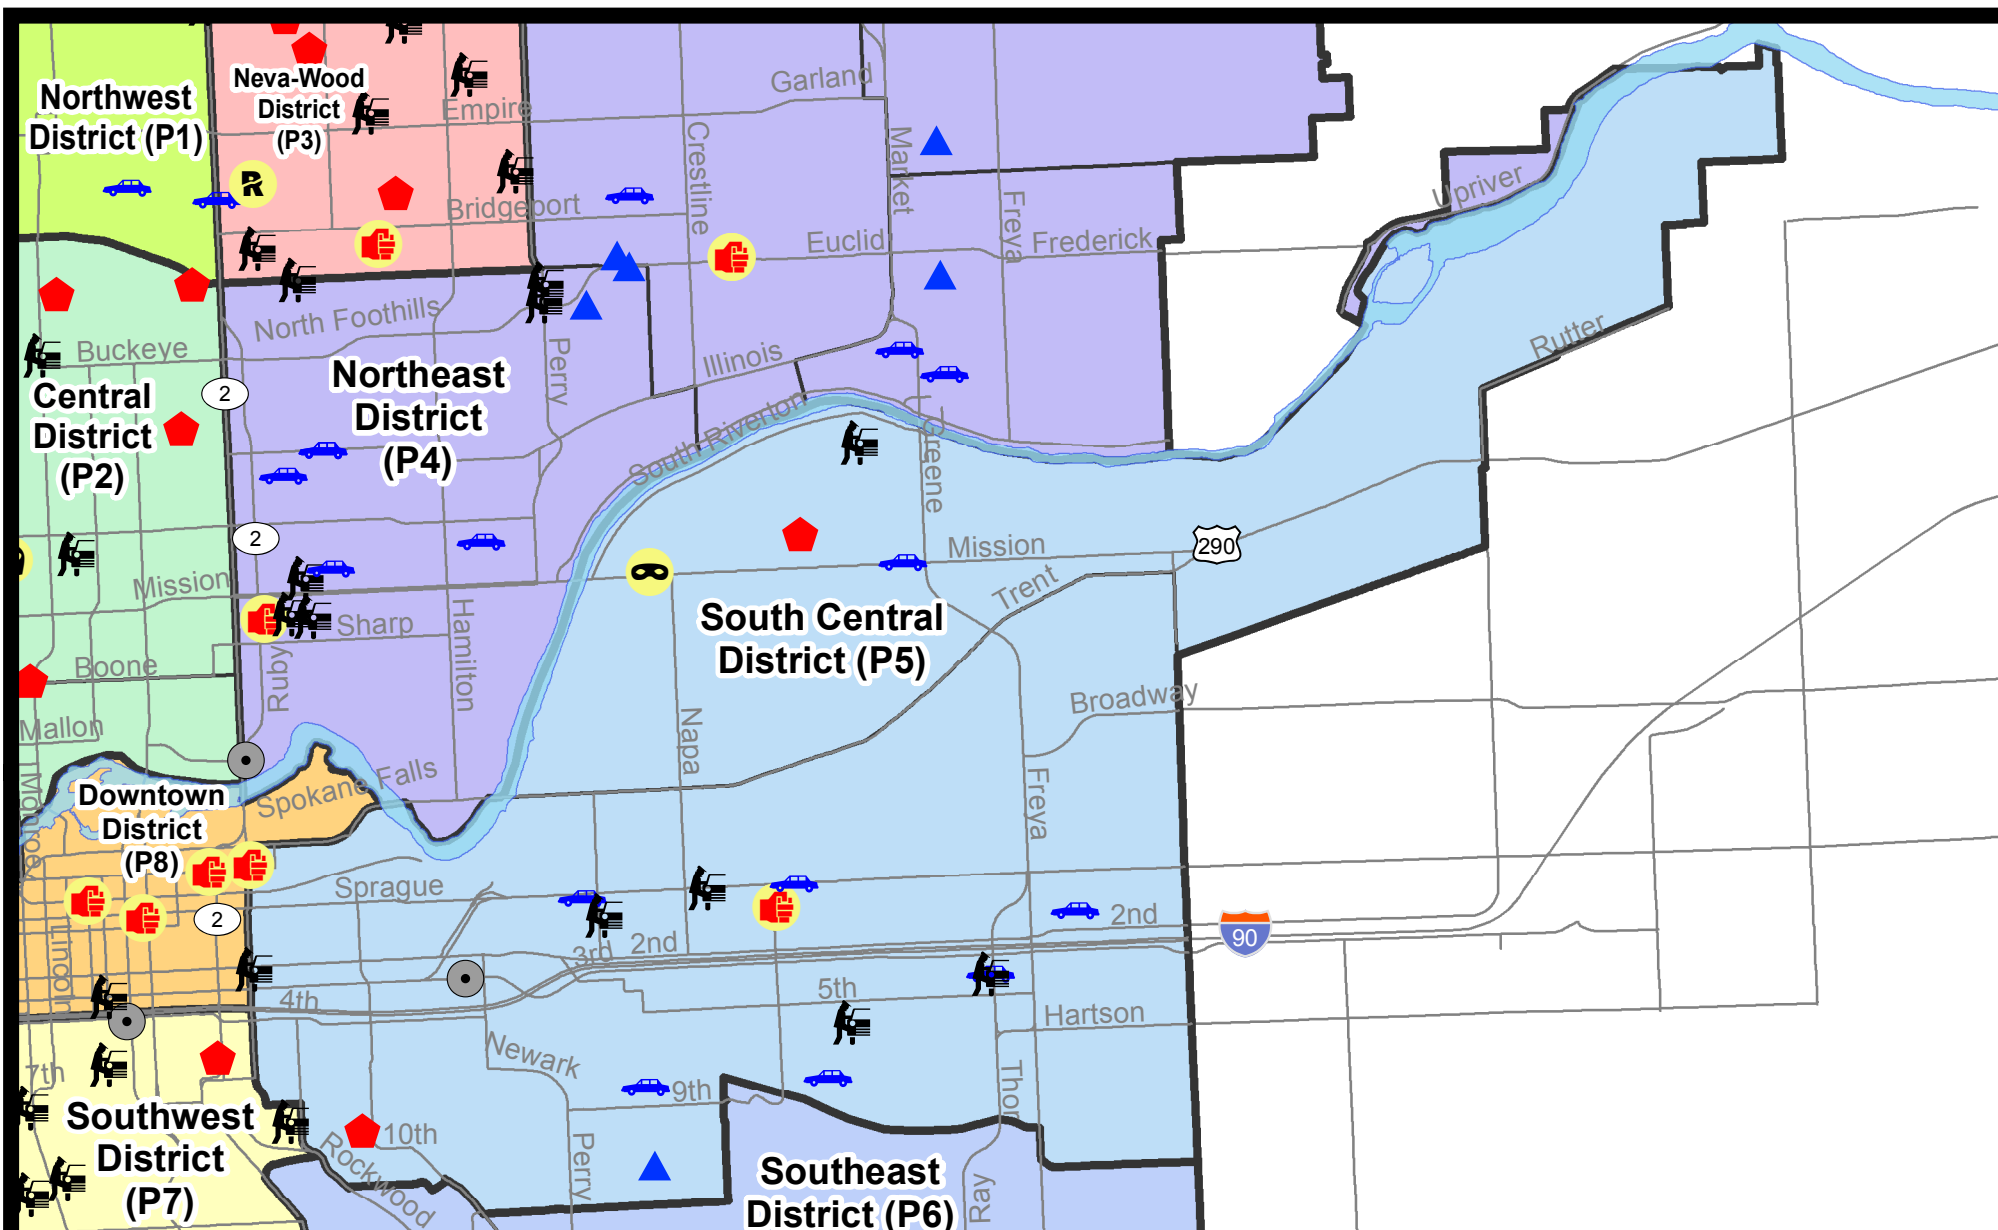 Garland
Neva-Wood
District
(P3)
Northwest
District (P1)
Empire
Crestline
Market
R
Upriver
Bridgeport
Freya
Euclid
Frederick
North Foothills
Buckeye
Perry
Illinois
Rutter
Northeast
District
(P4)
2
Central
District
(P2)
South Riverton
Greene
2
Mission
290
Mission
Trent
Sharp
Hamilton
South Central
District (P5)
Boone
Ruby
Broadway
Mallon
Napa
Monroe
Spokane Falls
Freya
Downtown
District
(P8)
Sprague
2
2nd
90
Lincoln
3rd
2nd
4th
5th
Hartson
Newark
7th
9th
Thor
Southwest
District
(P7)
10th
Rockwood
Perry
Southeast
District (P6)
Ray